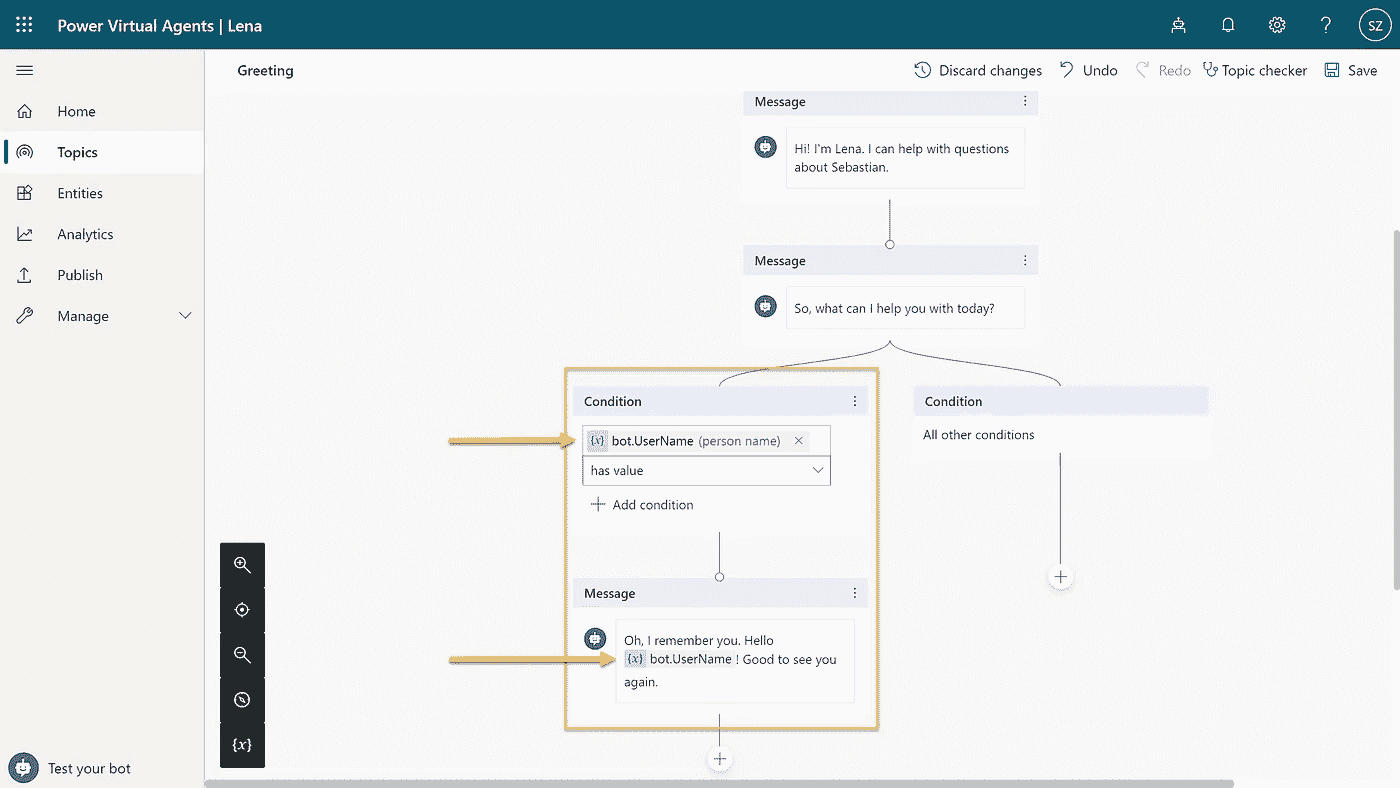 Power Virtual Agents | Lena
SZ
Greeting
Discard changes
Undo
Redo
Topic checker
Save
Home
Topics
Entities
Analytics
Publish
Manage
Message
Hi! I'm Lena. I can help with questions
about Sebastian.
Message
So, what can I help you with today?
Condition
{x} bot.UserName (person name)
has value
Add condition
Message
Oh, I remember you. Hello
{x} bot.UserName ! Good to see you
again.
Condition
All other conditions
{x}
Test your bot